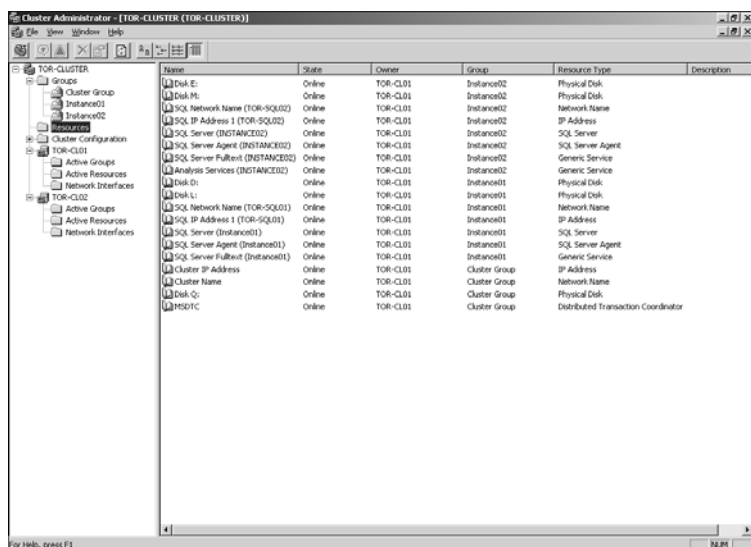 Cluster Administrator - [TOR-CLUSTER (TOR-CLUSTER)]
File View Window Help
TOR-CLUSTER
Groups
Cluster Group
Instance01
Instance02
Resources
Cluster Configuration
TOR-CL01
Active Groups
Active Resources
Network Interfaces
TOR-CL02
Active Groups
Active Resources
Network Interfaces
Name State Owner Group Resource Type Description
Disk E: Online TOR-CL01 Instance02 Physical Disk
Disk M: Online TOR-CL01 Instance02 Physical Disk
SQL Network Name (TOR-SQL02) Online TOR-CL01 Instance02 Network Name
SQL IP Address 1 (TOR-SQL02) Online TOR-CL01 Instance02 IP Address
SQL Server (INSTANCE02) Online TOR-CL01 Instance02 SQL Server
SQL Server Agent (INSTANCE02) Online TOR-CL01 Instance02 SQL Server Agent
SQL Server Fulltext (INSTANCE02) Online TOR-CL01 Instance02 Generic Service
Analysis Services (INSTANCE02) Online TOR-CL01 Instance02 Generic Service
Disk D: Online TOR-CL01 Instance01 Physical Disk
Disk L: Online TOR-CL01 Instance01 Physical Disk
SQL Network Name (TOR-SQL01) Online TOR-CL01 Instance01 Network Name
SQL IP Address 1 (TOR-SQL01) Online TOR-CL01 Instance01 IP Address
SQL Server (Instance01) Online TOR-CL01 Instance01 SQL Server
SQL Server Agent (Instance01) Online TOR-CL01 Instance01 SQL Server Agent
SQL Server Fulltext (Instance01) Online TOR-CL01 Instance01 Generic Service
Cluster IP Address Online TOR-CL01 Cluster Group IP Address
Cluster Name Online TOR-CL01 Cluster Group Network Name
Disk Q: Online TOR-CL01 Cluster Group Physical Disk
MSDTC Online TOR-CL01 Cluster Group Distributed Transaction Coordinator
For Help, press F1 NUM